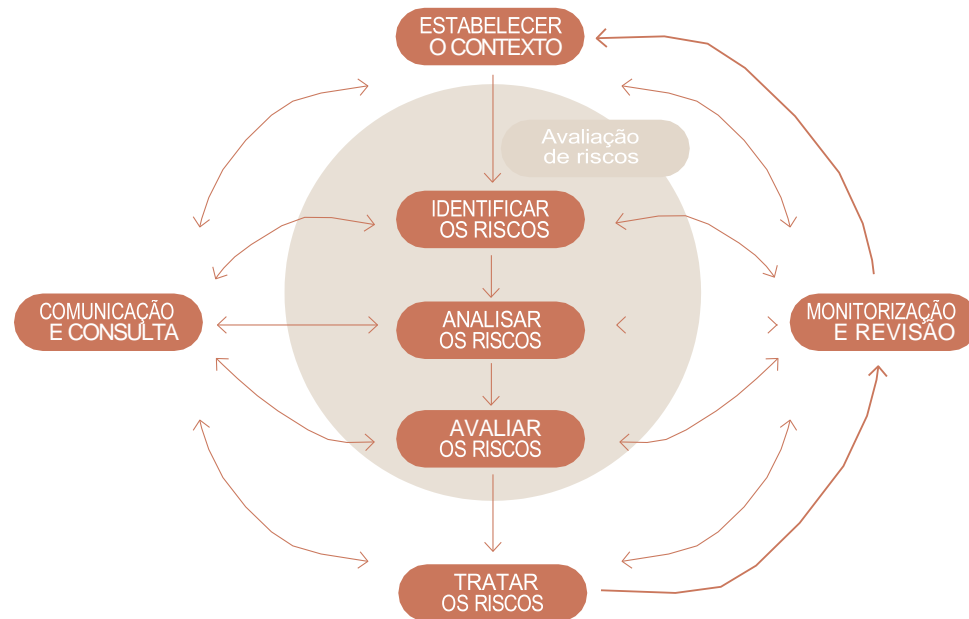 ESTABELECER
O CONTEXTO
Avaliação
de riscos
IDENTIFICAR
OS RISCOS
COMUNICAÇÃO
E CONSULTA
ANALISAR
OS RISCOS
MONITORIZAÇÃO
E REVISÃO
AVALIAR
OS RISCOS
TRATAR
OS RISCOS